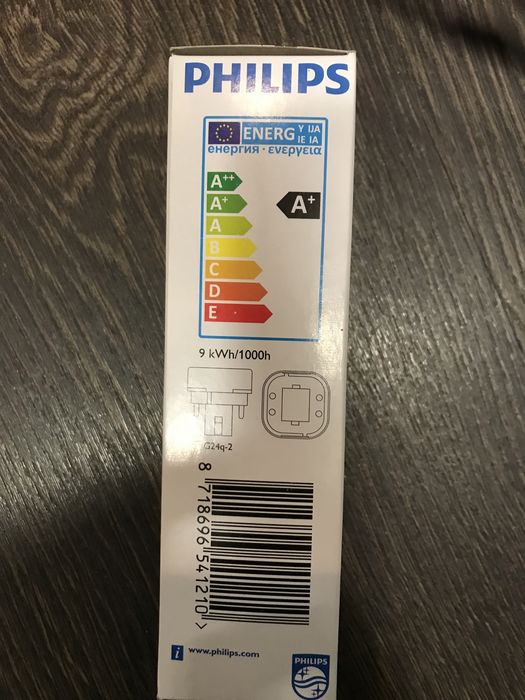 PHILIPS
ENERG Y IJA
IE IA
енергия · ενεργεια
A++
A+
A+
A
B
C
D
E
9 kWh/1000h
G24q-2
8 718696 541210 >
i www.philips.com
PHILIPS